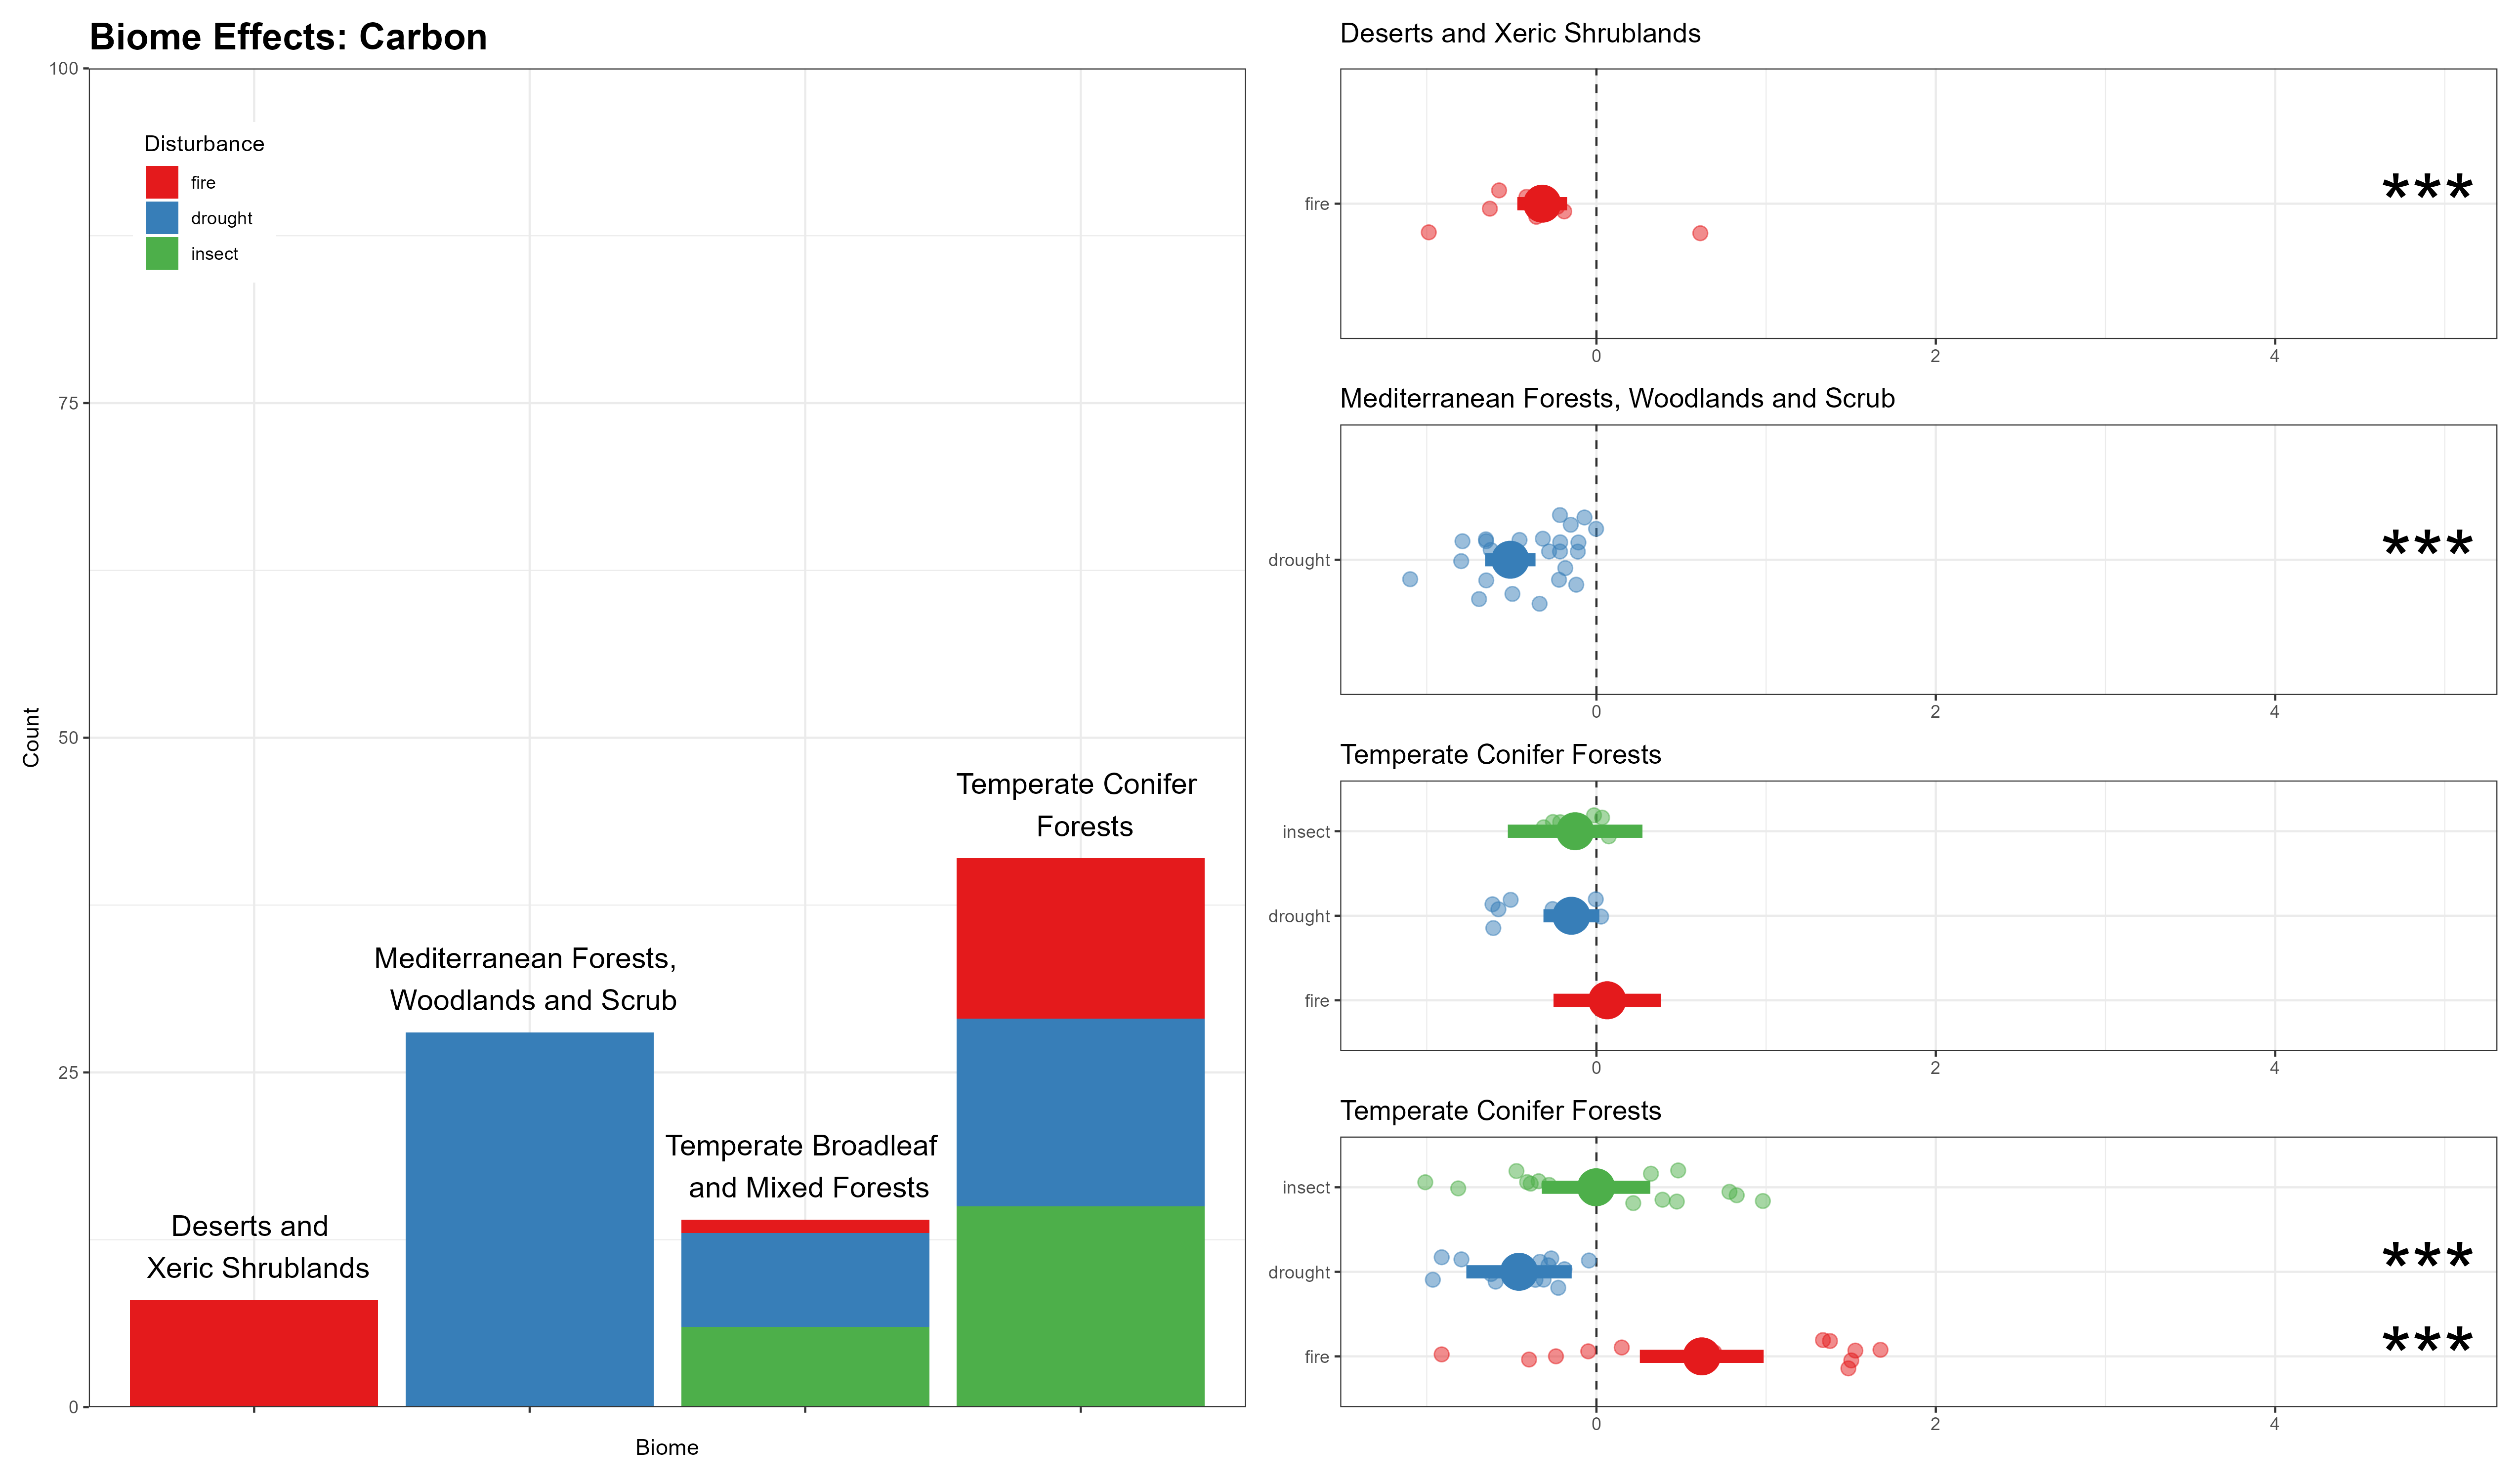 Biome Effects: Carbon
Count
100
75
50
25
0
Disturbance
fire
drought
insect
Deserts and
Xeric Shrublands
Mediterranean Forests,
Woodlands and Scrub
Temperate Broadleaf
and Mixed Forests
Temperate Conifer
Forests
Biome
Deserts and Xeric Shrublands
fire ***
0 2 4
Mediterranean Forests, Woodlands and Scrub
drought ***
0 2 4
Temperate Conifer Forests
insect
drought
fire
0 2 4
Temperate Conifer Forests
insect
drought ***
fire ***
0 2 4